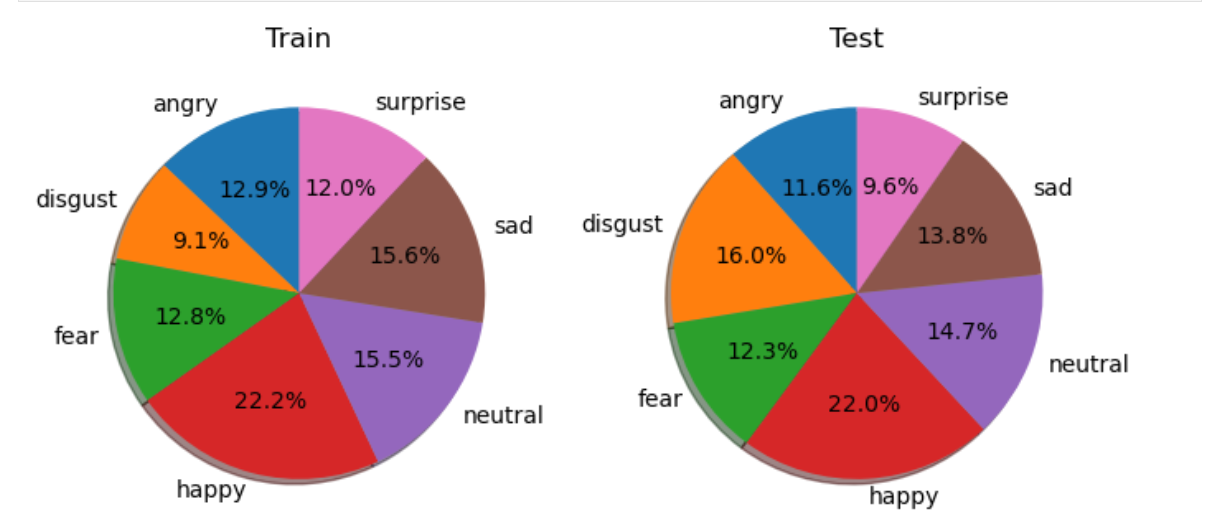 Train
angry
surprise
disgust
12.9%
12.0%
9.1%
15.6%
sad
12.8%
fear
15.5%
22.2%
neutral
happy
Test
angry
surprise
sad
disgust
11.6%
9.6%
16.0%
13.8%
12.3%
14.7%
neutral
fear
22.0%
happy